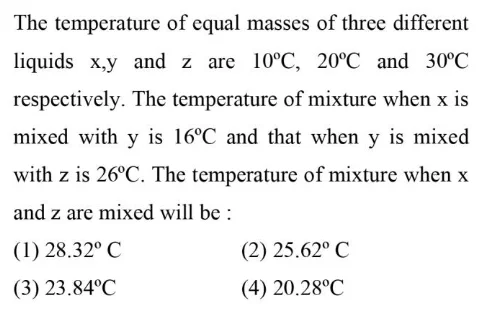 The temperature of equal masses of three different
liquids x,y and z are 10ºC, 20ºC and 30ºC
respectively. The temperature of mixture when x is
mixed with y is 16ºC and that when y is mixed
with z is 26ºC. The temperature of mixture when x
and z are mixed will be :
(1) 28.32º C (2) 25.62º C
(3) 23.84ºC (4) 20.28ºC